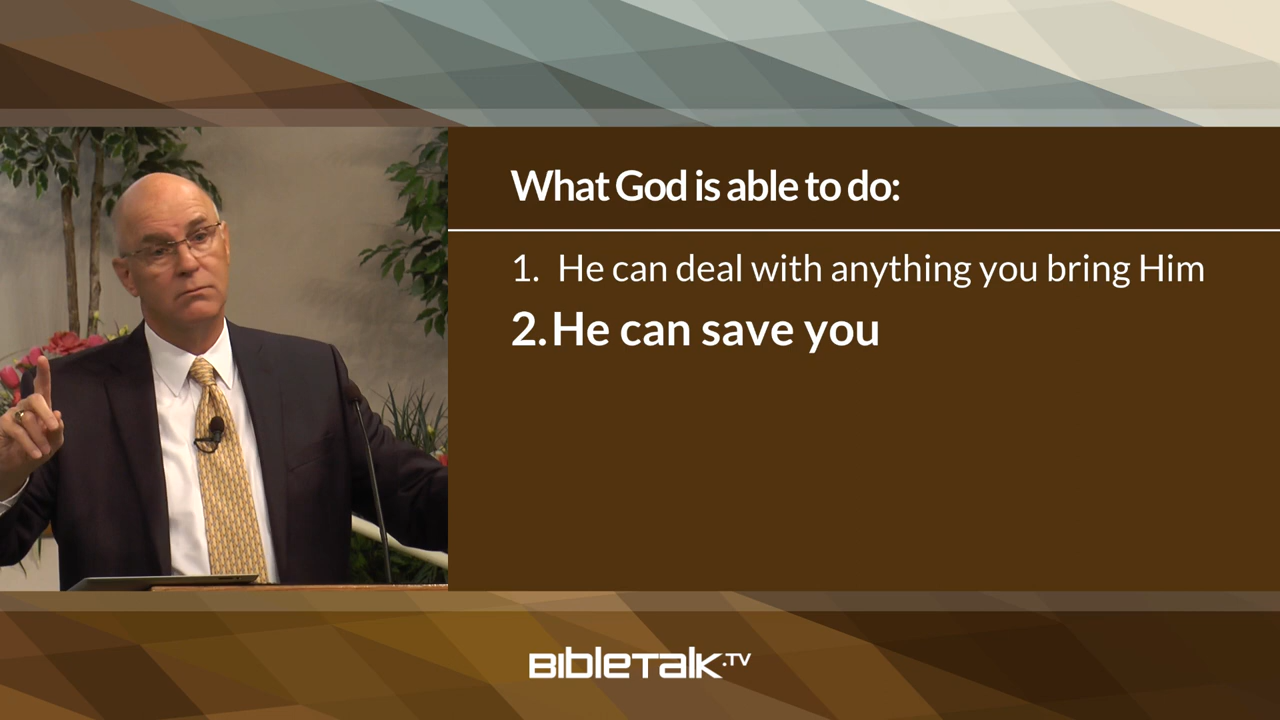 What God is able to do:
1. He can deal with anything you bring Him
2. He can save you
BIBLETALK.TV